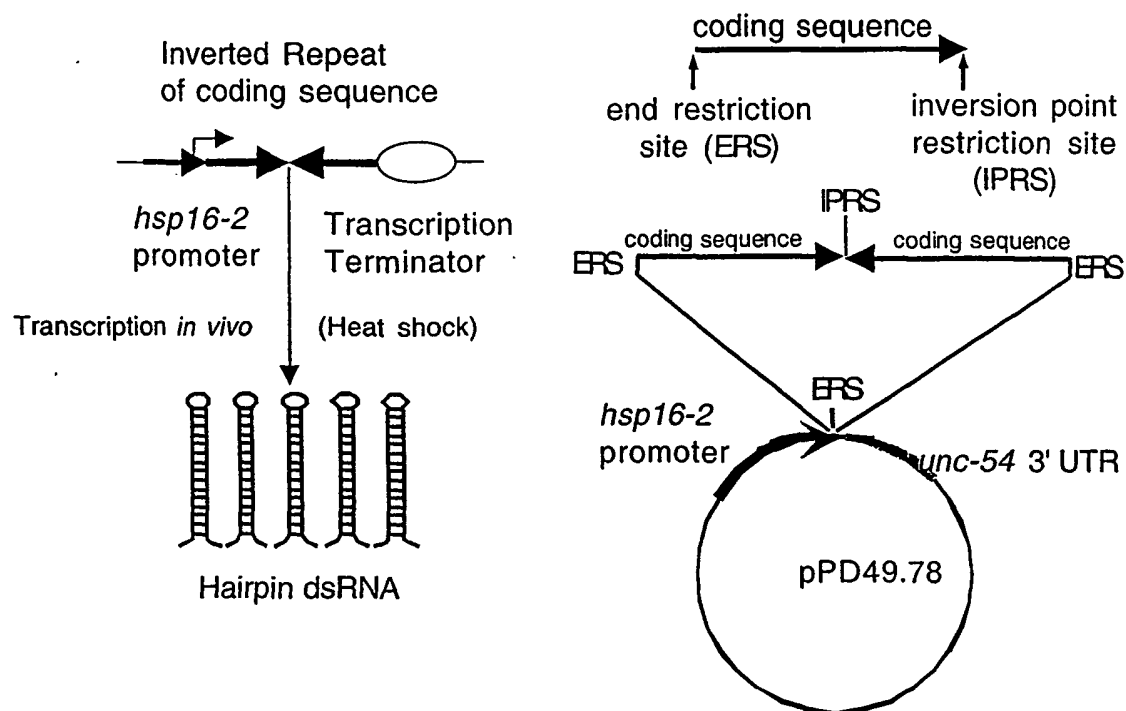 Inverted Repeat
of coding sequence
hsp16-2
promoter
Transcription
Terminator
Transcription in vivo
(Heat shock)
Hairpin dsRNA
coding sequence
end restriction
site (ERS)
inversion point
restriction site
(IPRS)
IPRS
coding sequence
coding sequence
ERS
ERS
ERS
hsp16-2
promoter
unc-54 3' UTR
pPD49.78